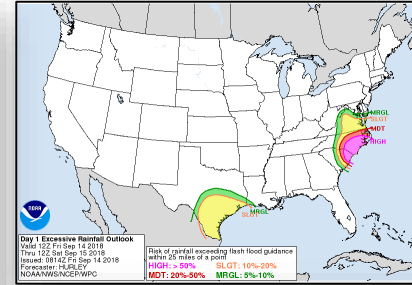 MRGL
SLGT
MDT
HIGH
MRGL
SLGT
NOAA
Day 1 Excessive Rainfall Outlook
Valid 12Z Fri Sep 14 2018
Thru 12Z Sat Sep 15 2018
Issued: 0814Z Fri Sep 14 2018
Forecaster: HURLEY
NOAA/NWS/NCEP/WPC
Risk of rainfall exceeding flash flood guidance
within 25 miles of a point
HIGH: >50% SLGT: 10%-20%
MDT: 20%-50% MRGL: 5%-10%